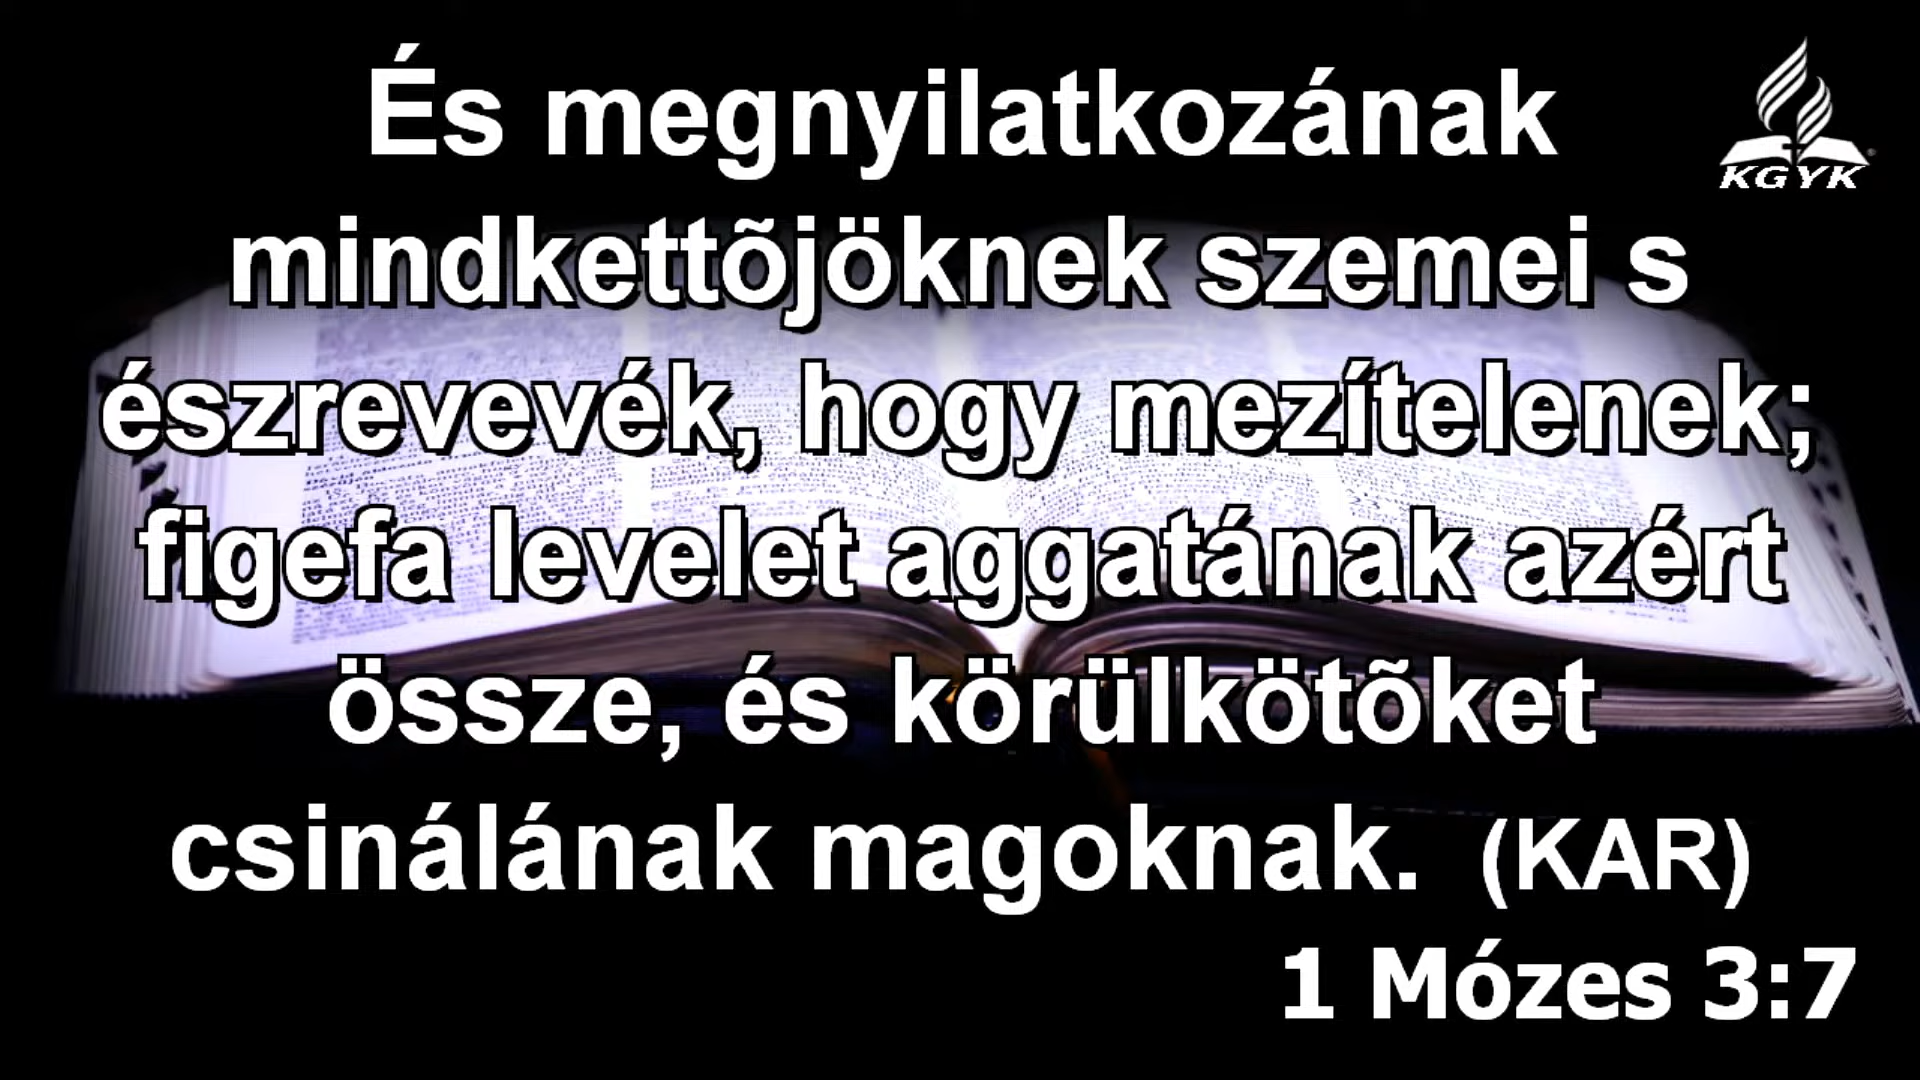 És megnyilatkozának
KGYK
mindkettõjöknek szemei s
észrevevék, hogy mezítelenek;
figefa levelet aggatának azért
össze, és körülkötõket
csinálának magoknak. (KAR)
1 Mózes 3:7